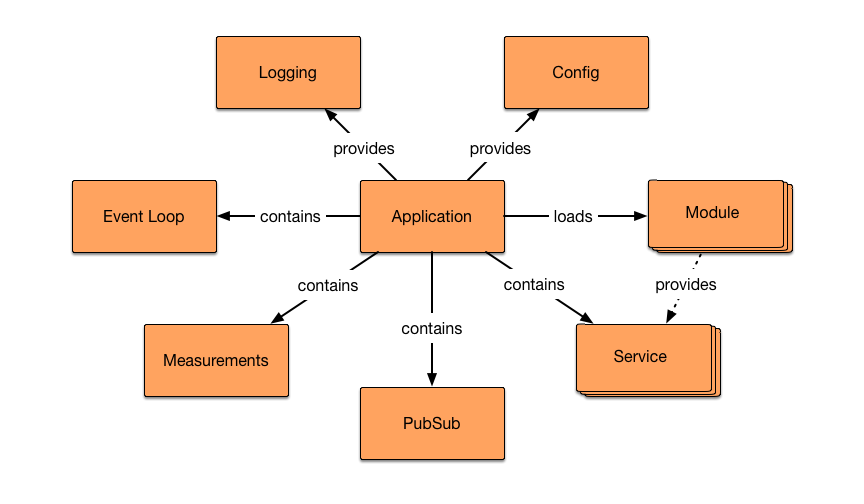 Logging
Config
provides
provides
Event Loop
contains
Application
loads
Module
contains
contains
provides
contains
Measurements
Service
PubSub